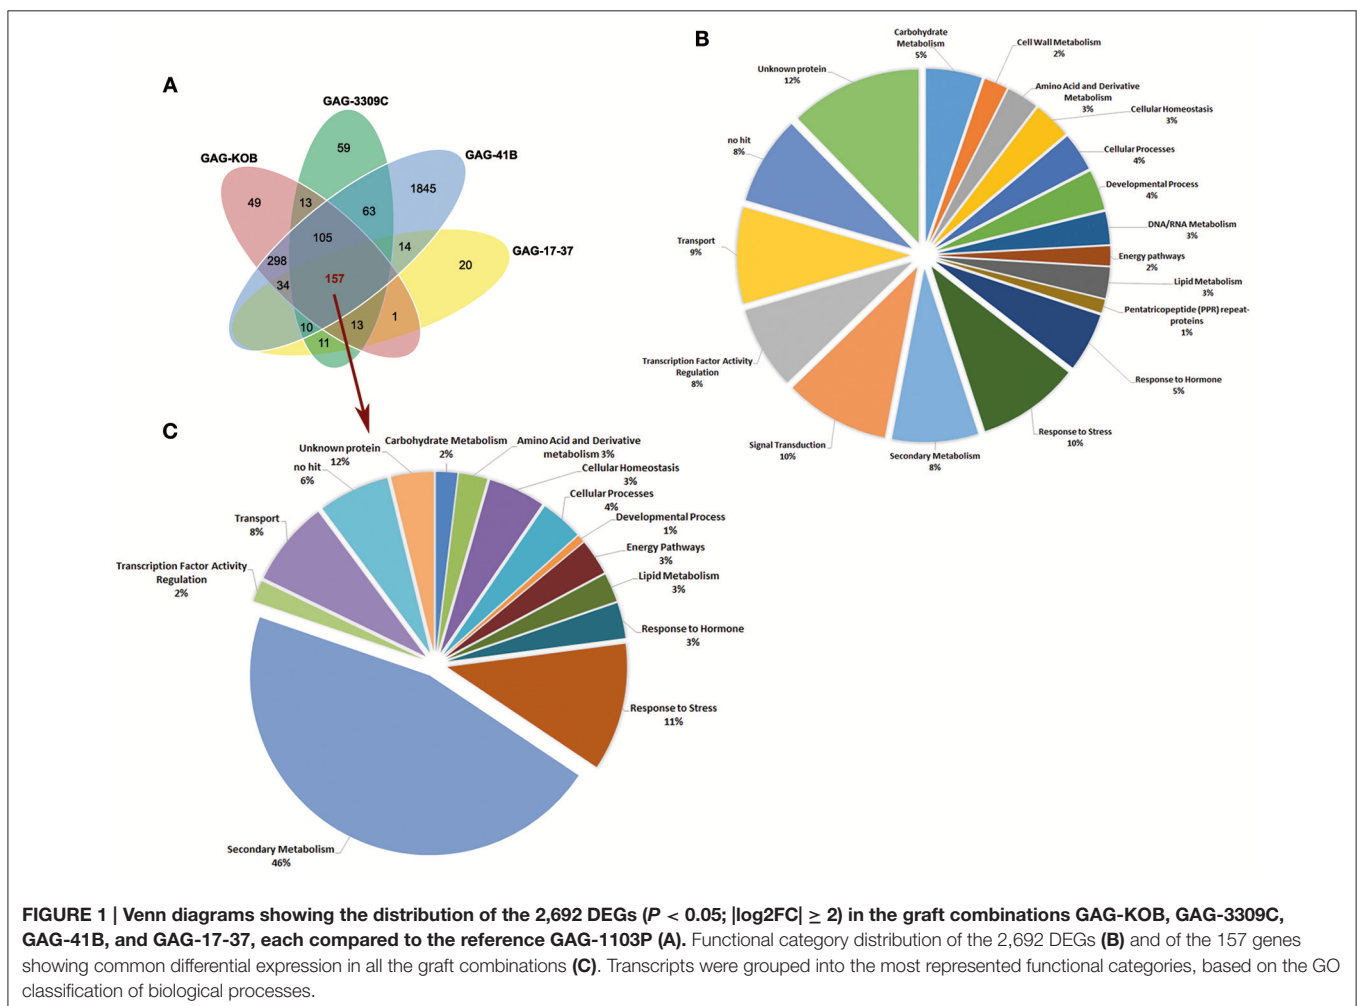 A
GAG-3309C
59
GAG-KOB
GAG-41B
49
13
1845
63
105
14
GAG-17-37
298
20
34
157
10
13
1
11
B
Carbohydrate
Metabolism
5%
Cell Wall Metabolism
2%
Amino Acid and Derivative
Metabolism
3%
Cellular Homeostasis
3%
Cellular Processes
4%
Developmental Process
4%
DNA/RNA Metabolism
3%
Energy pathways
2%
Lipid Metabolism
3%
Pentatricopeptide (PPR) repeat-
proteins
1%
Response to Hormone
5%
Response to Stress
10%
Secondary Metabolism
8%
Signal Transduction
10%
Transcription Factor Activity
Regulation
8%
Transport
9%
no hit
8%
Unknown protein
12%
C
Carbohydrate Metabolism
2%
Amino Acid and Derivative
metabolism 3%
Cellular Homeostasis
3%
Cellular Processes
4%
Developmental Process
1%
Energy Pathways
3%
Lipid Metabolism
3%
Response to Hormone
3%
Response to Stress
11%
Secondary Metabolism
46%
Transcription Factor Activity
Regulation
2%
Transport
8%
no hit
6%
Unknown protein
12%
FIGURE 1 | Venn diagrams showing the distribution of the 2,692 DEGs (P < 0.05; |log2FC| ≥ 2) in the graft combinations GAG-KOB, GAG-3309C,
GAG-41B, and GAG-17-37, each compared to the reference GAG-1103P (A). Functional category distribution of the 2,692 DEGs (B) and of the 157 genes
showing common differential expression in all the graft combinations (C). Transcripts were grouped into the most represented functional categories, based on the GO
classification of biological processes.